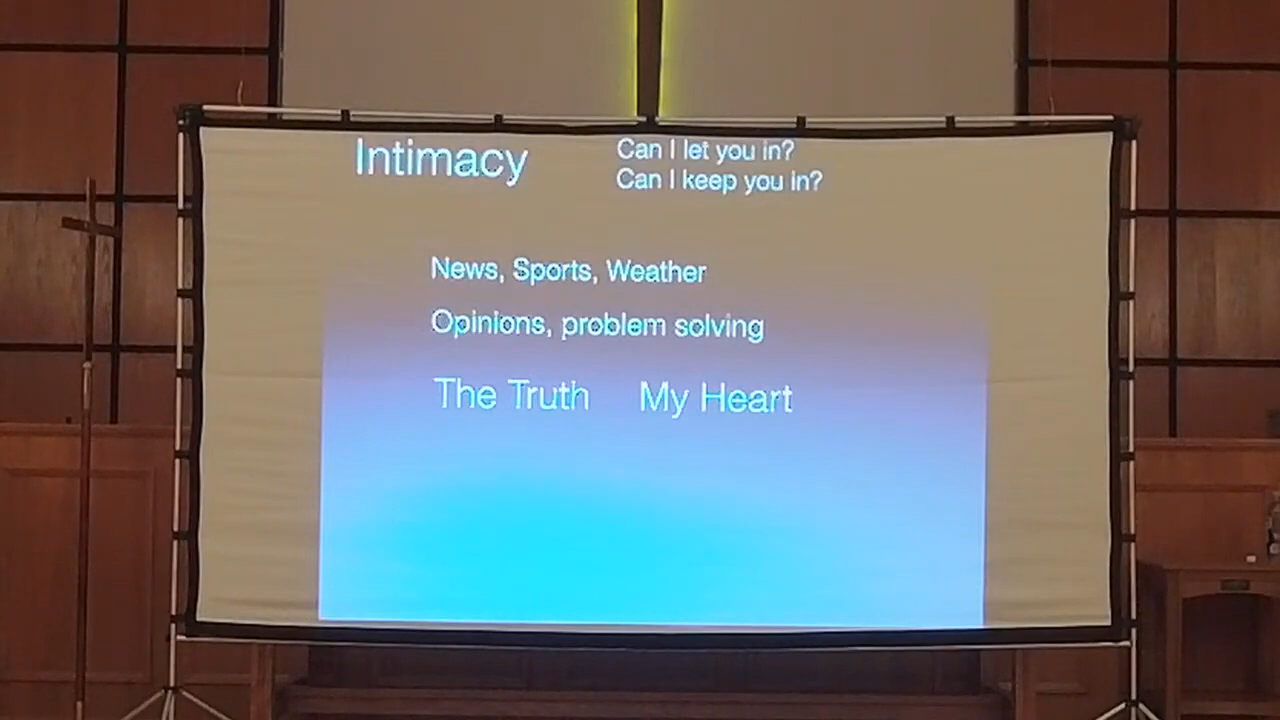 Intimacy
Can I let you in?
Can I keep you in?
News, Sports, Weather
Opinions, problem solving
The Truth My Heart